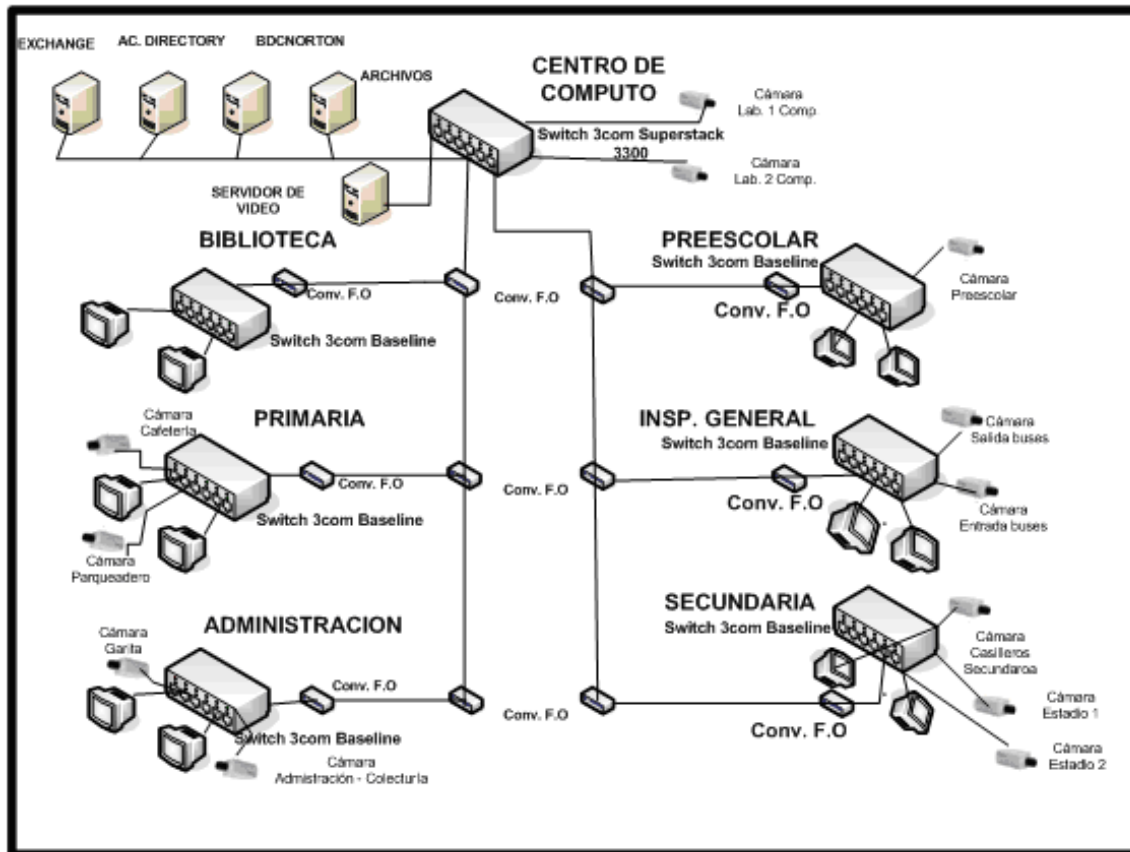 EXCHANGE
AC. DIRECTORY
BDCNORTON
ARCHIVOS
CENTRO DE
COMPUTO
Switch 3com Superstack
3300
Cámara
Lab. 1 Comp.
Cámara
Lab. 2 Comp.
SERVIDOR DE
VIDEO
BIBLIOTECA
Conv. F.O
Switch 3com Baseline
Conv. F.O
PREESCOLAR
Switch 3com Baseline
Conv. F.O
Cámara
Preescolar
Cámara
Cafetería
PRIMARIA
Conv. F.O
Switch 3com Baseline
Cámara
Parqueadero
Conv. F.O
INSP. GENERAL
Switch 3com Baseline
Conv. F.O
Cámara
Salida buses
Cámara
Entrada buses
ADMINISTRACION
Cámara
Garita
Conv. F.O
Switch 3com Baseline
Cámara
Admistración - Colecturía
Conv. F.O
SECUNDARIA
Switch 3com Baseline
Conv. F.O
Cámara
Casilleros
Secundaroa
Cámara
Estadio 1
Cámara
Estadio 2